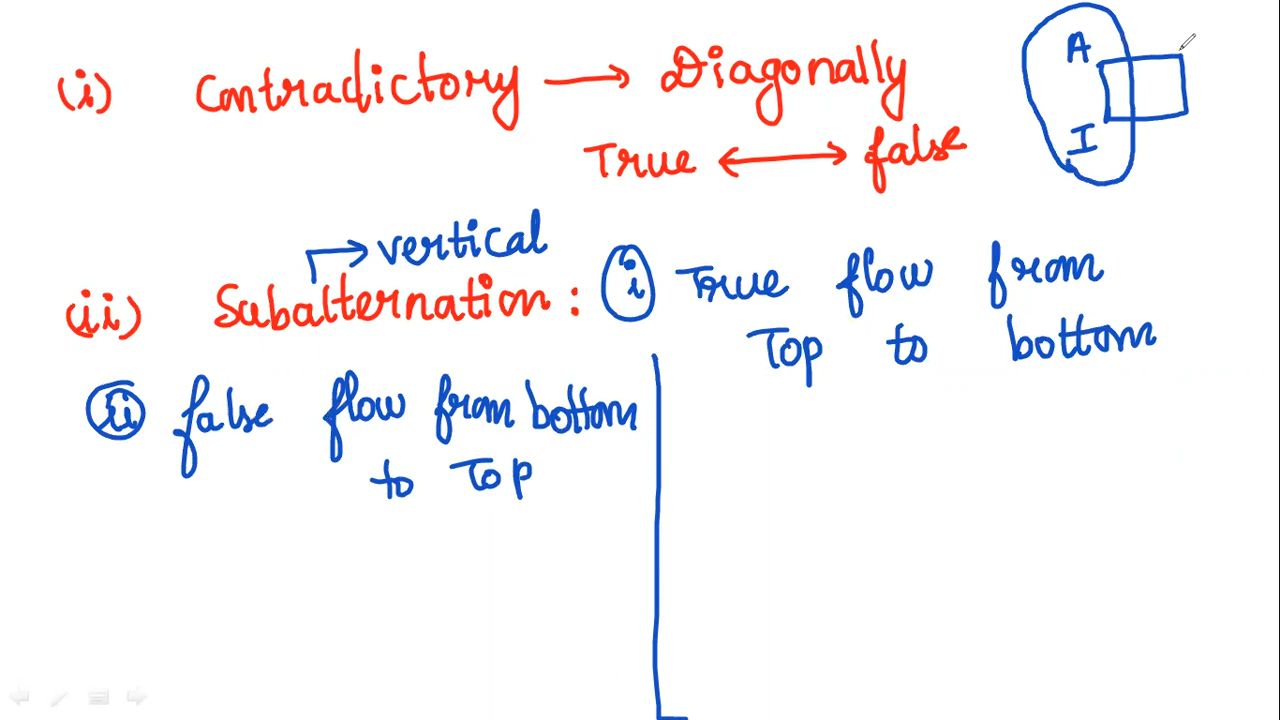 (i) Contradictory → Diagonally
True ↔ false
A
I
→ vertical
(ii) Subalternation : (i) True flow from
Top to bottom
(ii) false flow from bottom
to Top